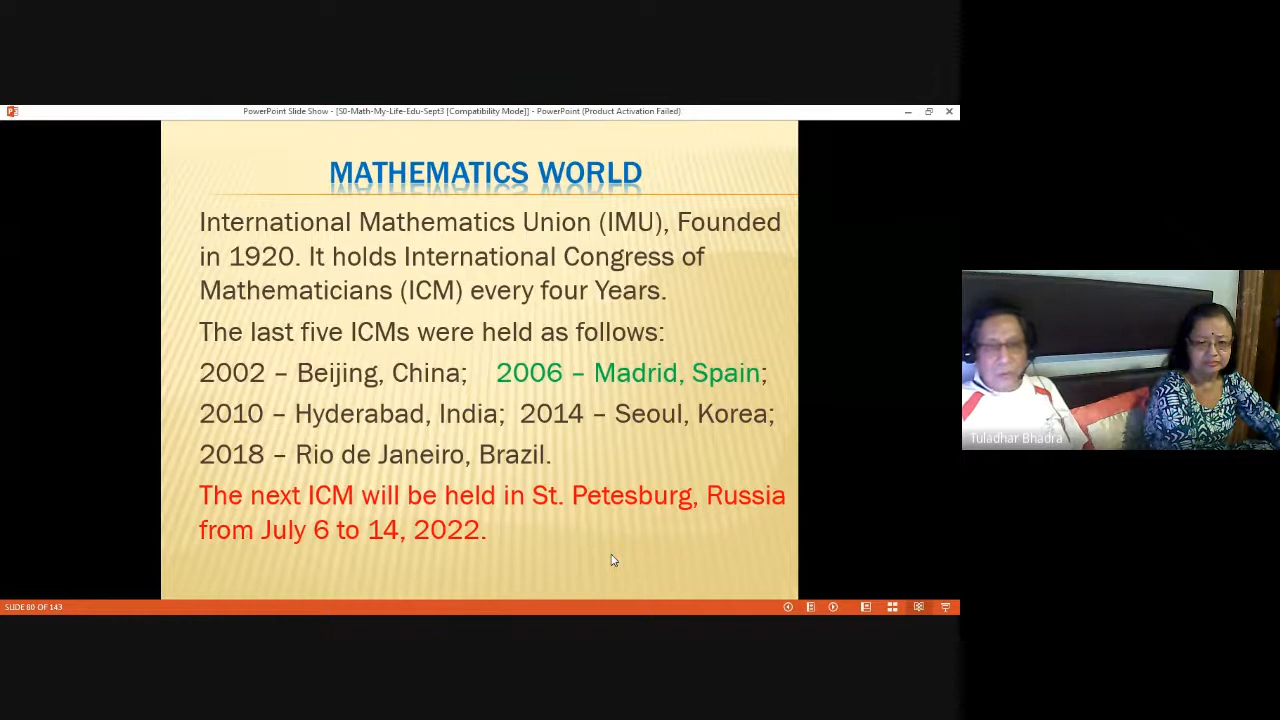 PowerPoint Slide Show - [S0-Math-My-Life-Edu-Sept3 [Compatibility Mode]] - PowerPoint (Product Activation Failed)
MATHEMATICS WORLD
International Mathematics Union (IMU), Founded
in 1920. It holds International Congress of
Mathematicians (ICM) every four Years.
The last five ICMs were held as follows:
2002 – Beijing, China; 2006 – Madrid, Spain;
2010 – Hyderabad, India; 2014 – Seoul, Korea;
2018 – Rio de Janeiro, Brazil.
The next ICM will be held in St. Petesburg, Russia
from July 6 to 14, 2022.
Tuladhar Bhadra
SLIDE 80 OF 143